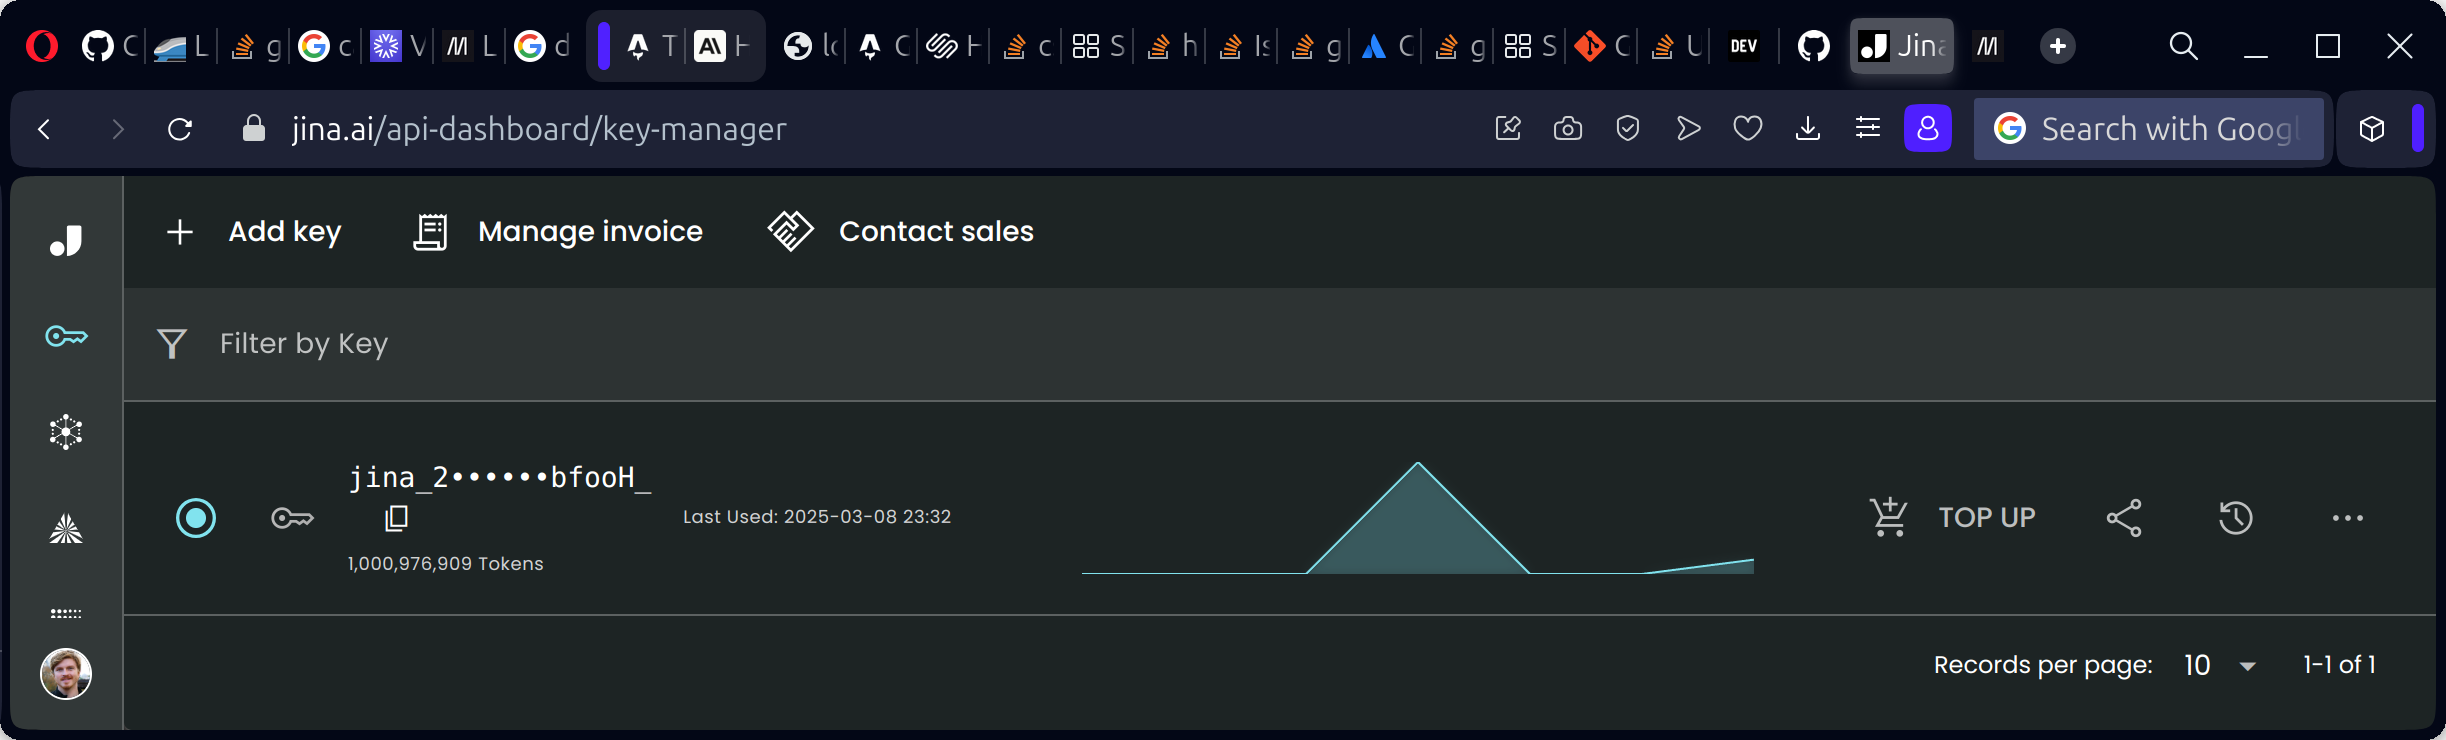 C L g c V L d T H lo C H c S h Is g C g S C U DEV Jina
jina.ai/api-dashboard/key-manager
Search with Googl
Add key Manage invoice Contact sales
Filter by Key
jina_2••••••bfooH_
Last Used: 2025-03-08 23:32
1,000,976,909 Tokens
TOP UP
Records per page: 10 1-1 of 1